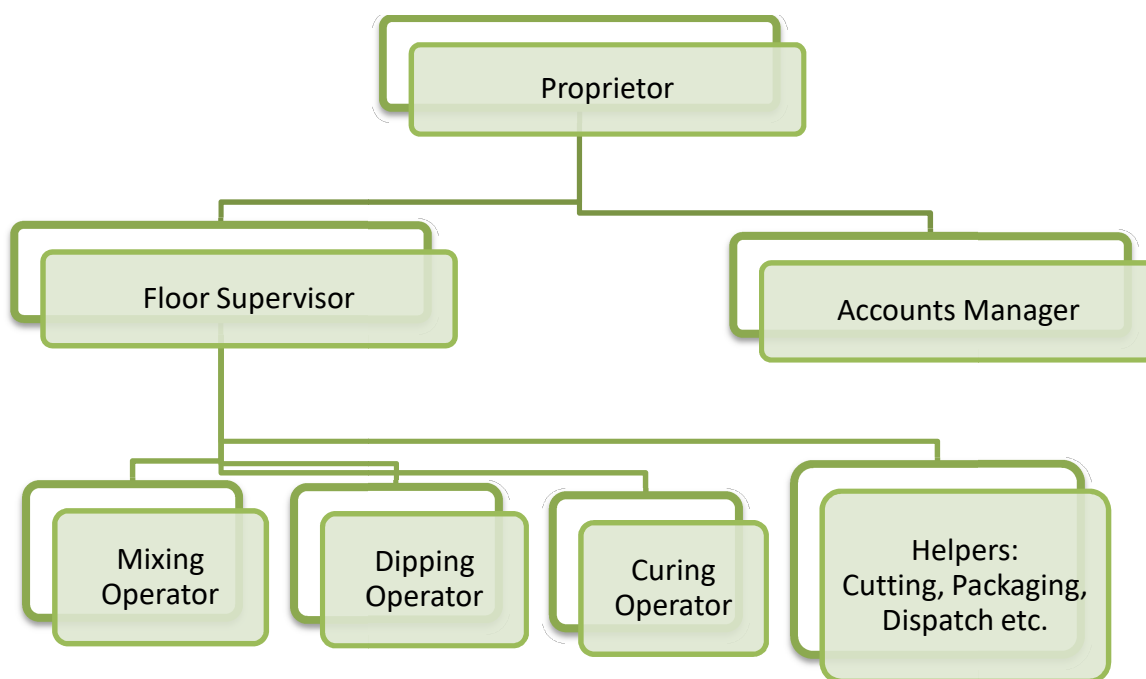 Proprietor
Floor Supervisor
Accounts Manager
Mixing
Operator
Dipping
Operator
Curing
Operator
Helpers:
Cutting, Packaging,
Dispatch etc.